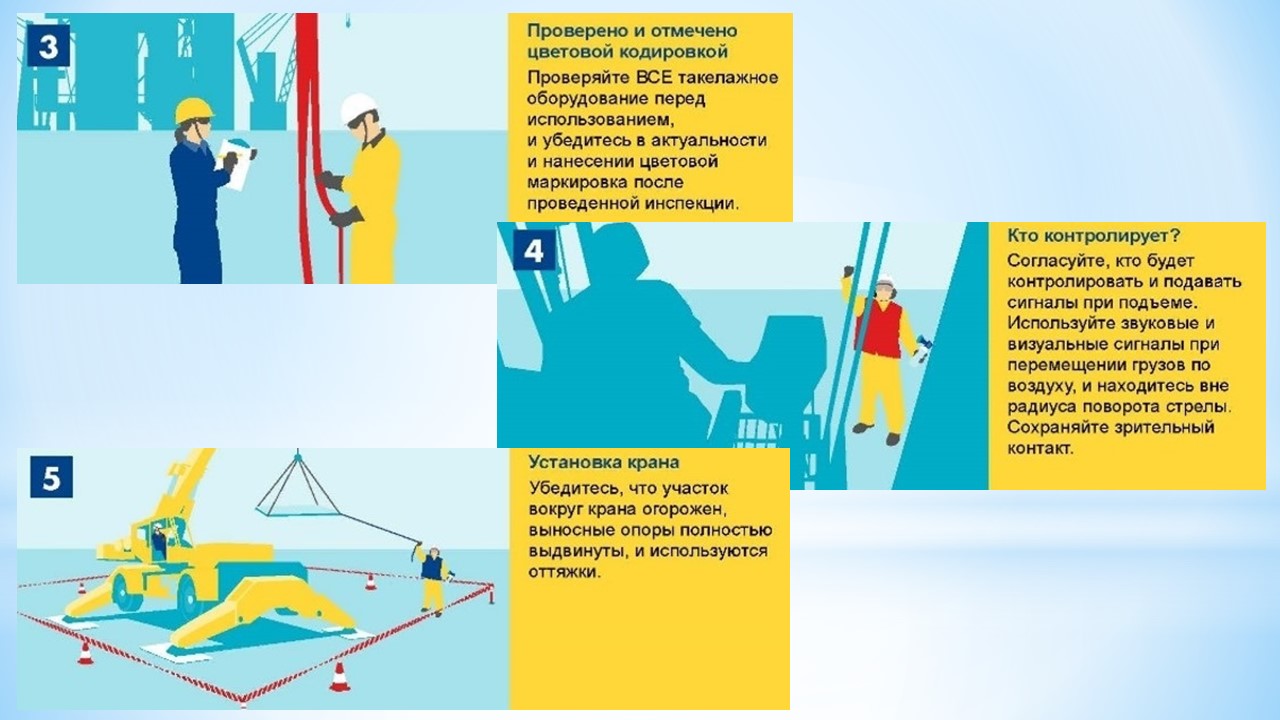 3
Проверено и отмечено
цветовой кодировкой
Проверяйте ВСЕ такелажное
оборудование перед
использованием,
и убедитесь в актуальности
и нанесении цветовой
маркировка после
проведенной инспекции.
4
Кто контролирует?
Согласуйте, кто будет
контролировать и подавать
сигналы при подъеме.
Используйте звуковые и
визуальные сигналы при
перемещении грузов по
воздуху, и находитесь вне
радиуса поворота стрелы.
Сохраняйте зрительный
контакт.
5
Установка крана
Убедитесь, что участок
вокруг крана огорожен,
выносные опоры полностью
выдвинуты, и используются
оттяжки.